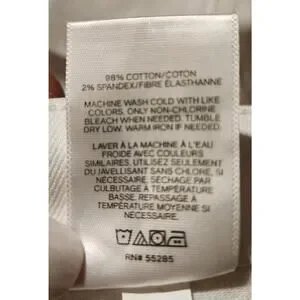 98% COTTON/COTON
2% SPANDEX/FIBRE ÉLASTHANNE
MACHINE WASH COLD WITH LIKE
COLORS. ONLY NON-CHLORINE
BLEACH WHEN NEEDED. TUMBLE
DRY LOW. WARM IRON IF NEEDED.
LAVER À LA MACHINE À L'EAU
FROIDE AVEC COULEURS
SIMILAIRES. UTILISEZ SEULEMENT
DU JAVELLISANT SANS CHLORE, SI
NÉCESSAIRE. SÉCHAGE PAR
CULBUTAGE À TEMPÉRATURE
BASSE. REPASSAGE À
TEMPÉRATURE MOYENNE SI
NÉCESSAIRE.
RN# 55285